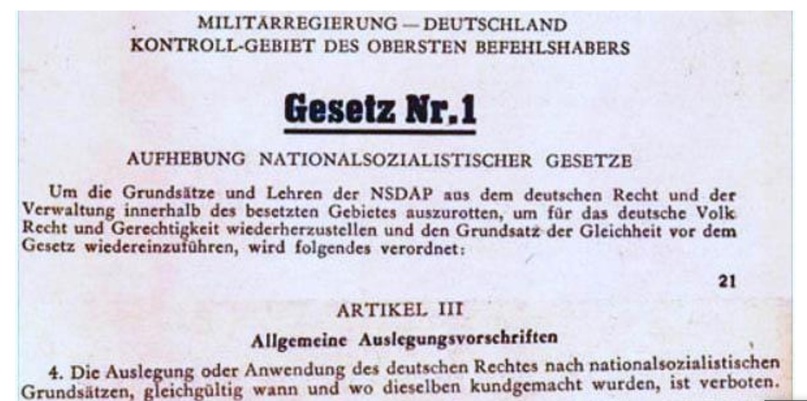 MILITÄRREGIERUNG — DEUTSCHLAND
KONTROLL-GEBIET DES OBERSTEN BEFEHLSHABERS
Gesetz Nr.1
AUFHEBUNG NATIONALSOZIALISTISCHER GESETZE
Um die Grundsätze und Lehren der NSDAP aus dem deutschen Recht und der
Verwaltung innerhalb des besetzten Gebietes auszurotten, um für das deutsche Volk
Recht und Gerechtigkeit wiederherzustellen und den Grundsatz der Gleichheit vor dem
Gesetz wiedereinzuführen, wird folgendes verordnet:
21
ARTIKEL III
Allgemeine Auslegungsvorschriften
4. Die Auslegung oder Anwendung des deutschen Rechtes nach nationalsozialistischen
Grundsätzen, gleichgültig wann und wo dieselben kundgemacht wurden, ist verboten.